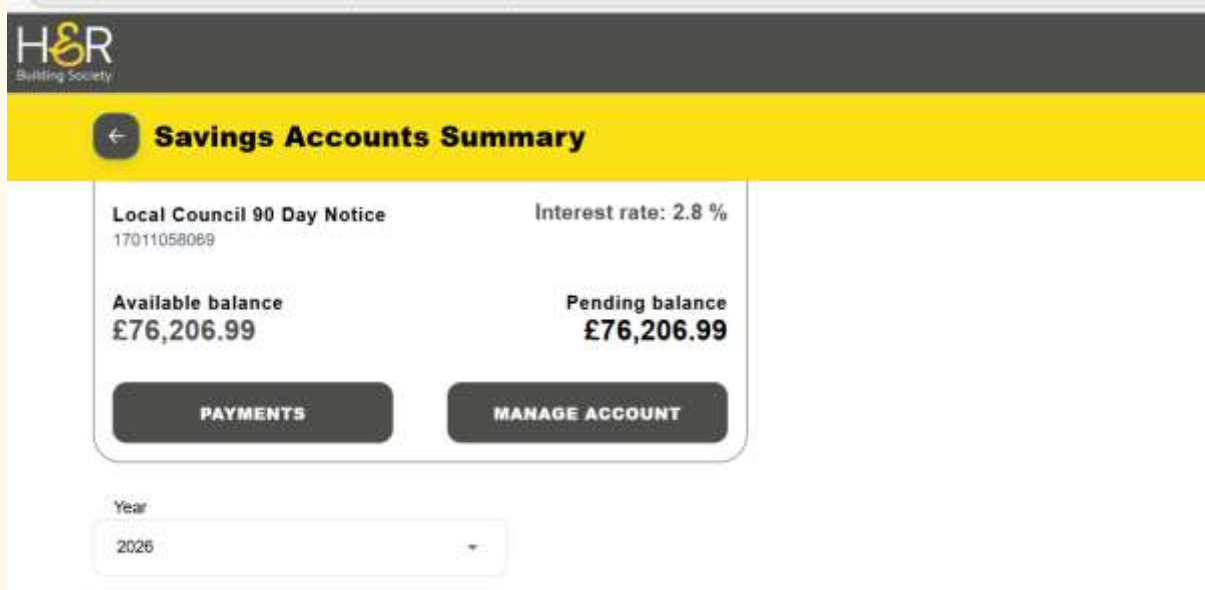 H&R
Building Society
Savings Accounts Summary
Local Council 90 Day Notice
Interest rate: 2.8 %
17011058069
Available balance
Pending balance
£76,206.99
£76,206.99
PAYMENTS
MANAGE ACCOUNT
Year
2026